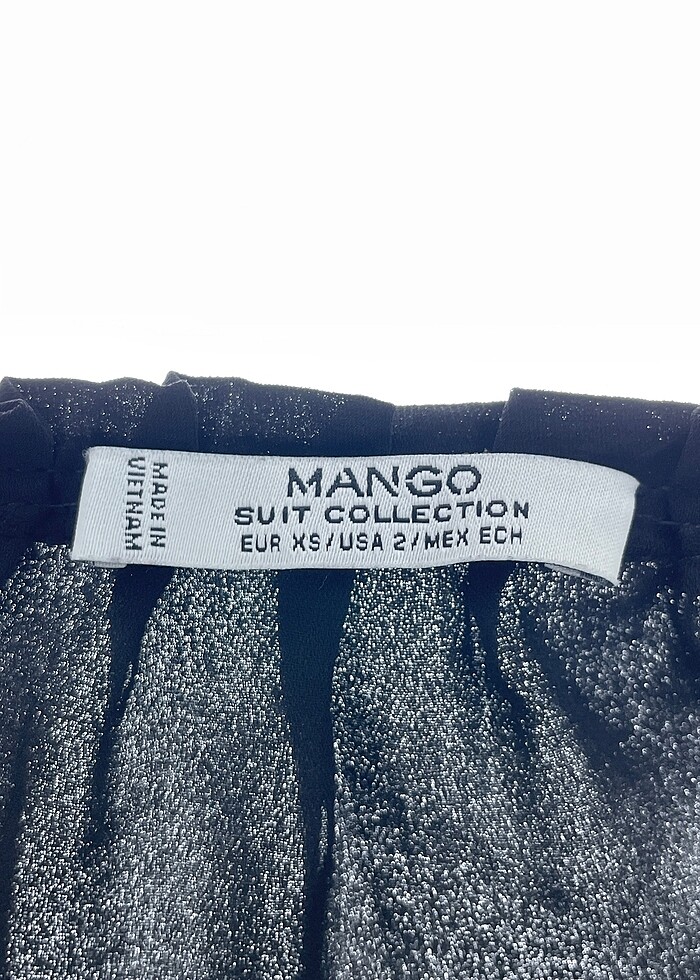 MADE IN
VIETNAM
MANGO
SUIT COLLECTION
EUR XS/USA 2/MEX ECH